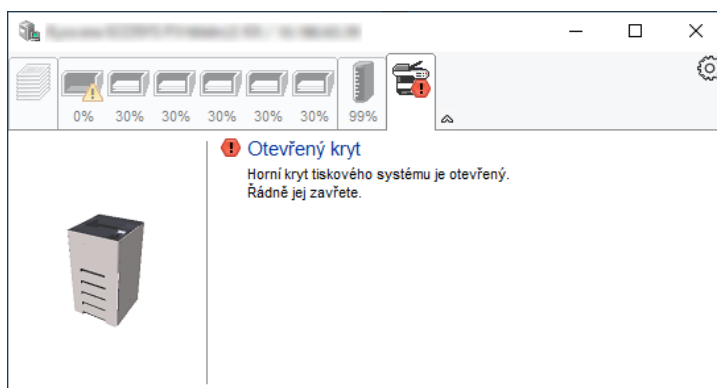 0% 30% 30% 30% 30% 30% 99%
Otevřený kryt
Horní kryt tiskového systému je otevřený.
Řádně jej zavřete.